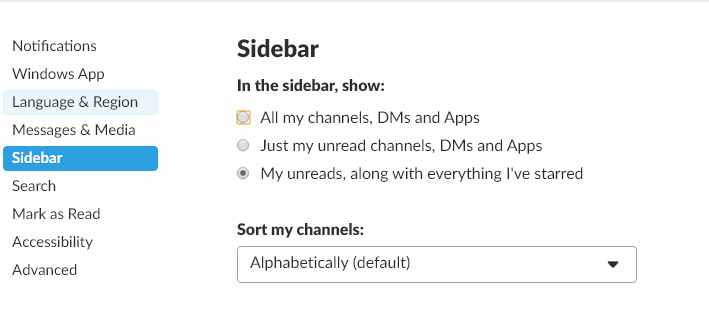 Notifications
Windows App
Language & Region
Messages & Media
Sidebar
Search
Mark as Read
Accessibility
Advanced
Sidebar
In the sidebar, show:
All my channels, DMs and Apps
Just my unread channels, DMs and Apps
My unreads, along with everything I've starred
Sort my channels:
Alphabetically (default)